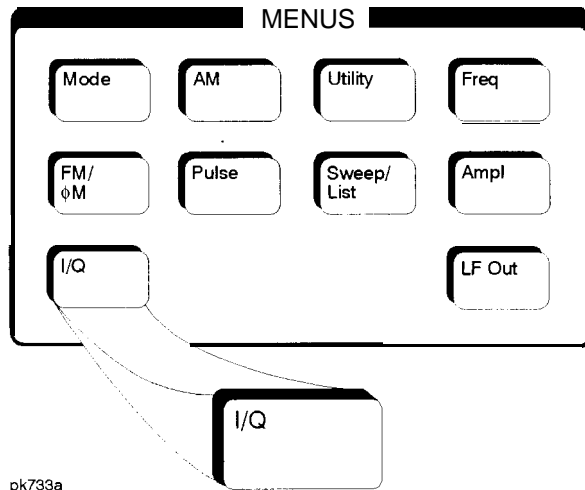 MENUS
Mode
AM
Utility
Freq
FM/
ϕM
Pulse
Sweep/
List
Ampl
I/Q
LF Out
I/Q
pk733a